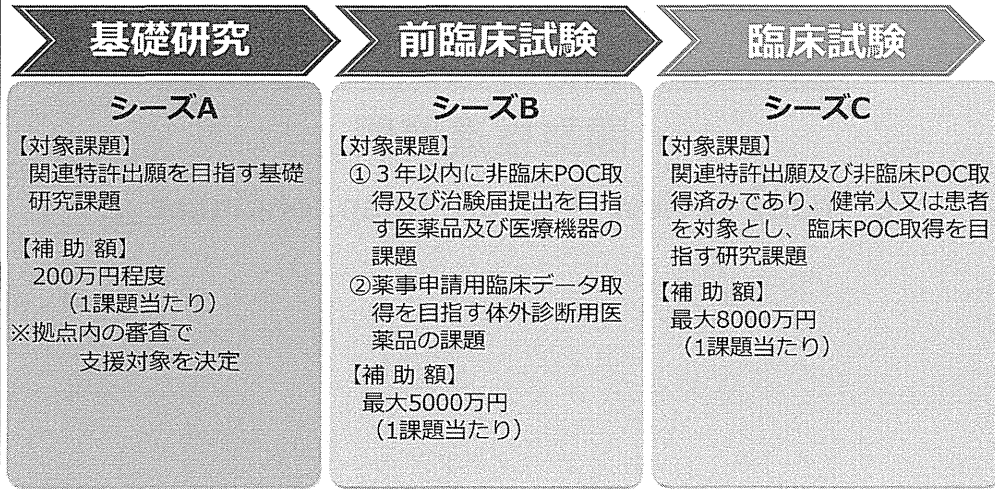 基礎研究
前臨床試験
臨床試験
シーズA
【対象課題】
関連特許出願を目指す基礎
研究課題
【補 助 額】
200万円程度
（1課題当たり）
※拠点内の審査で
支援対象を決定
シーズB
【対象課題】
①３年以内に非臨床POC取
得及び治験届提出を目指
す医薬品及び医療機器の
課題
②薬事申請用臨床データ取
得を目指す体外診断用医
薬品の課題
【補 助 額】
最大5000万円
（1課題当たり）
シーズC
【対象課題】
関連特許出願及び非臨床POC取
得済みであり、健常人又は患者
を対象とし、臨床POC取得を目
指す研究課題
【補 助 額】
最大8000万円
（1課題当たり）